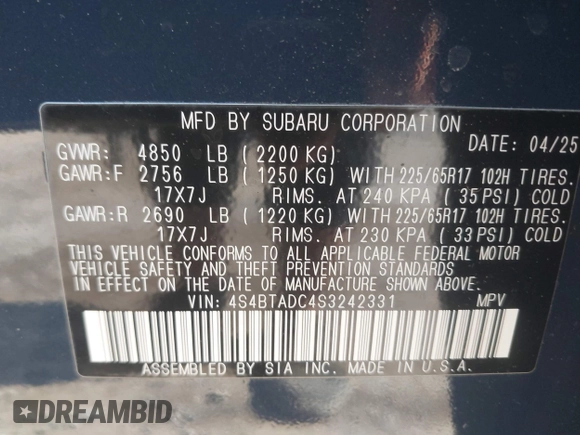 MFD BY SUBARU CORPORATION
DATE: 04/25
GVWR: 4850 LB (2200 KG)
GAWR:F 2756 LB (1250 KG) WITH 225/65R17 102H TIRES.
17X7J RIMS. AT 240 KPA (35 PSI) COLD
GAWR:R 2690 LB (1220 KG) WITH 225/65R17 102H TIRES.
17X7J RIMS. AT 230 KPA (33 PSI) COLD
THIS VEHICLE CONFORMS TO ALL APPLICABLE FEDERAL MOTOR
VEHICLE SAFETY AND THEFT PREVENTION STANDARDS
IN EFFECT ON THE DATE OF MANUFACTURE SHOWN ABOVE.
VIN: 4S4BTADC4S3242331 MPV
BY SIA INC. MADE IN U.S.A.
DREAMBID